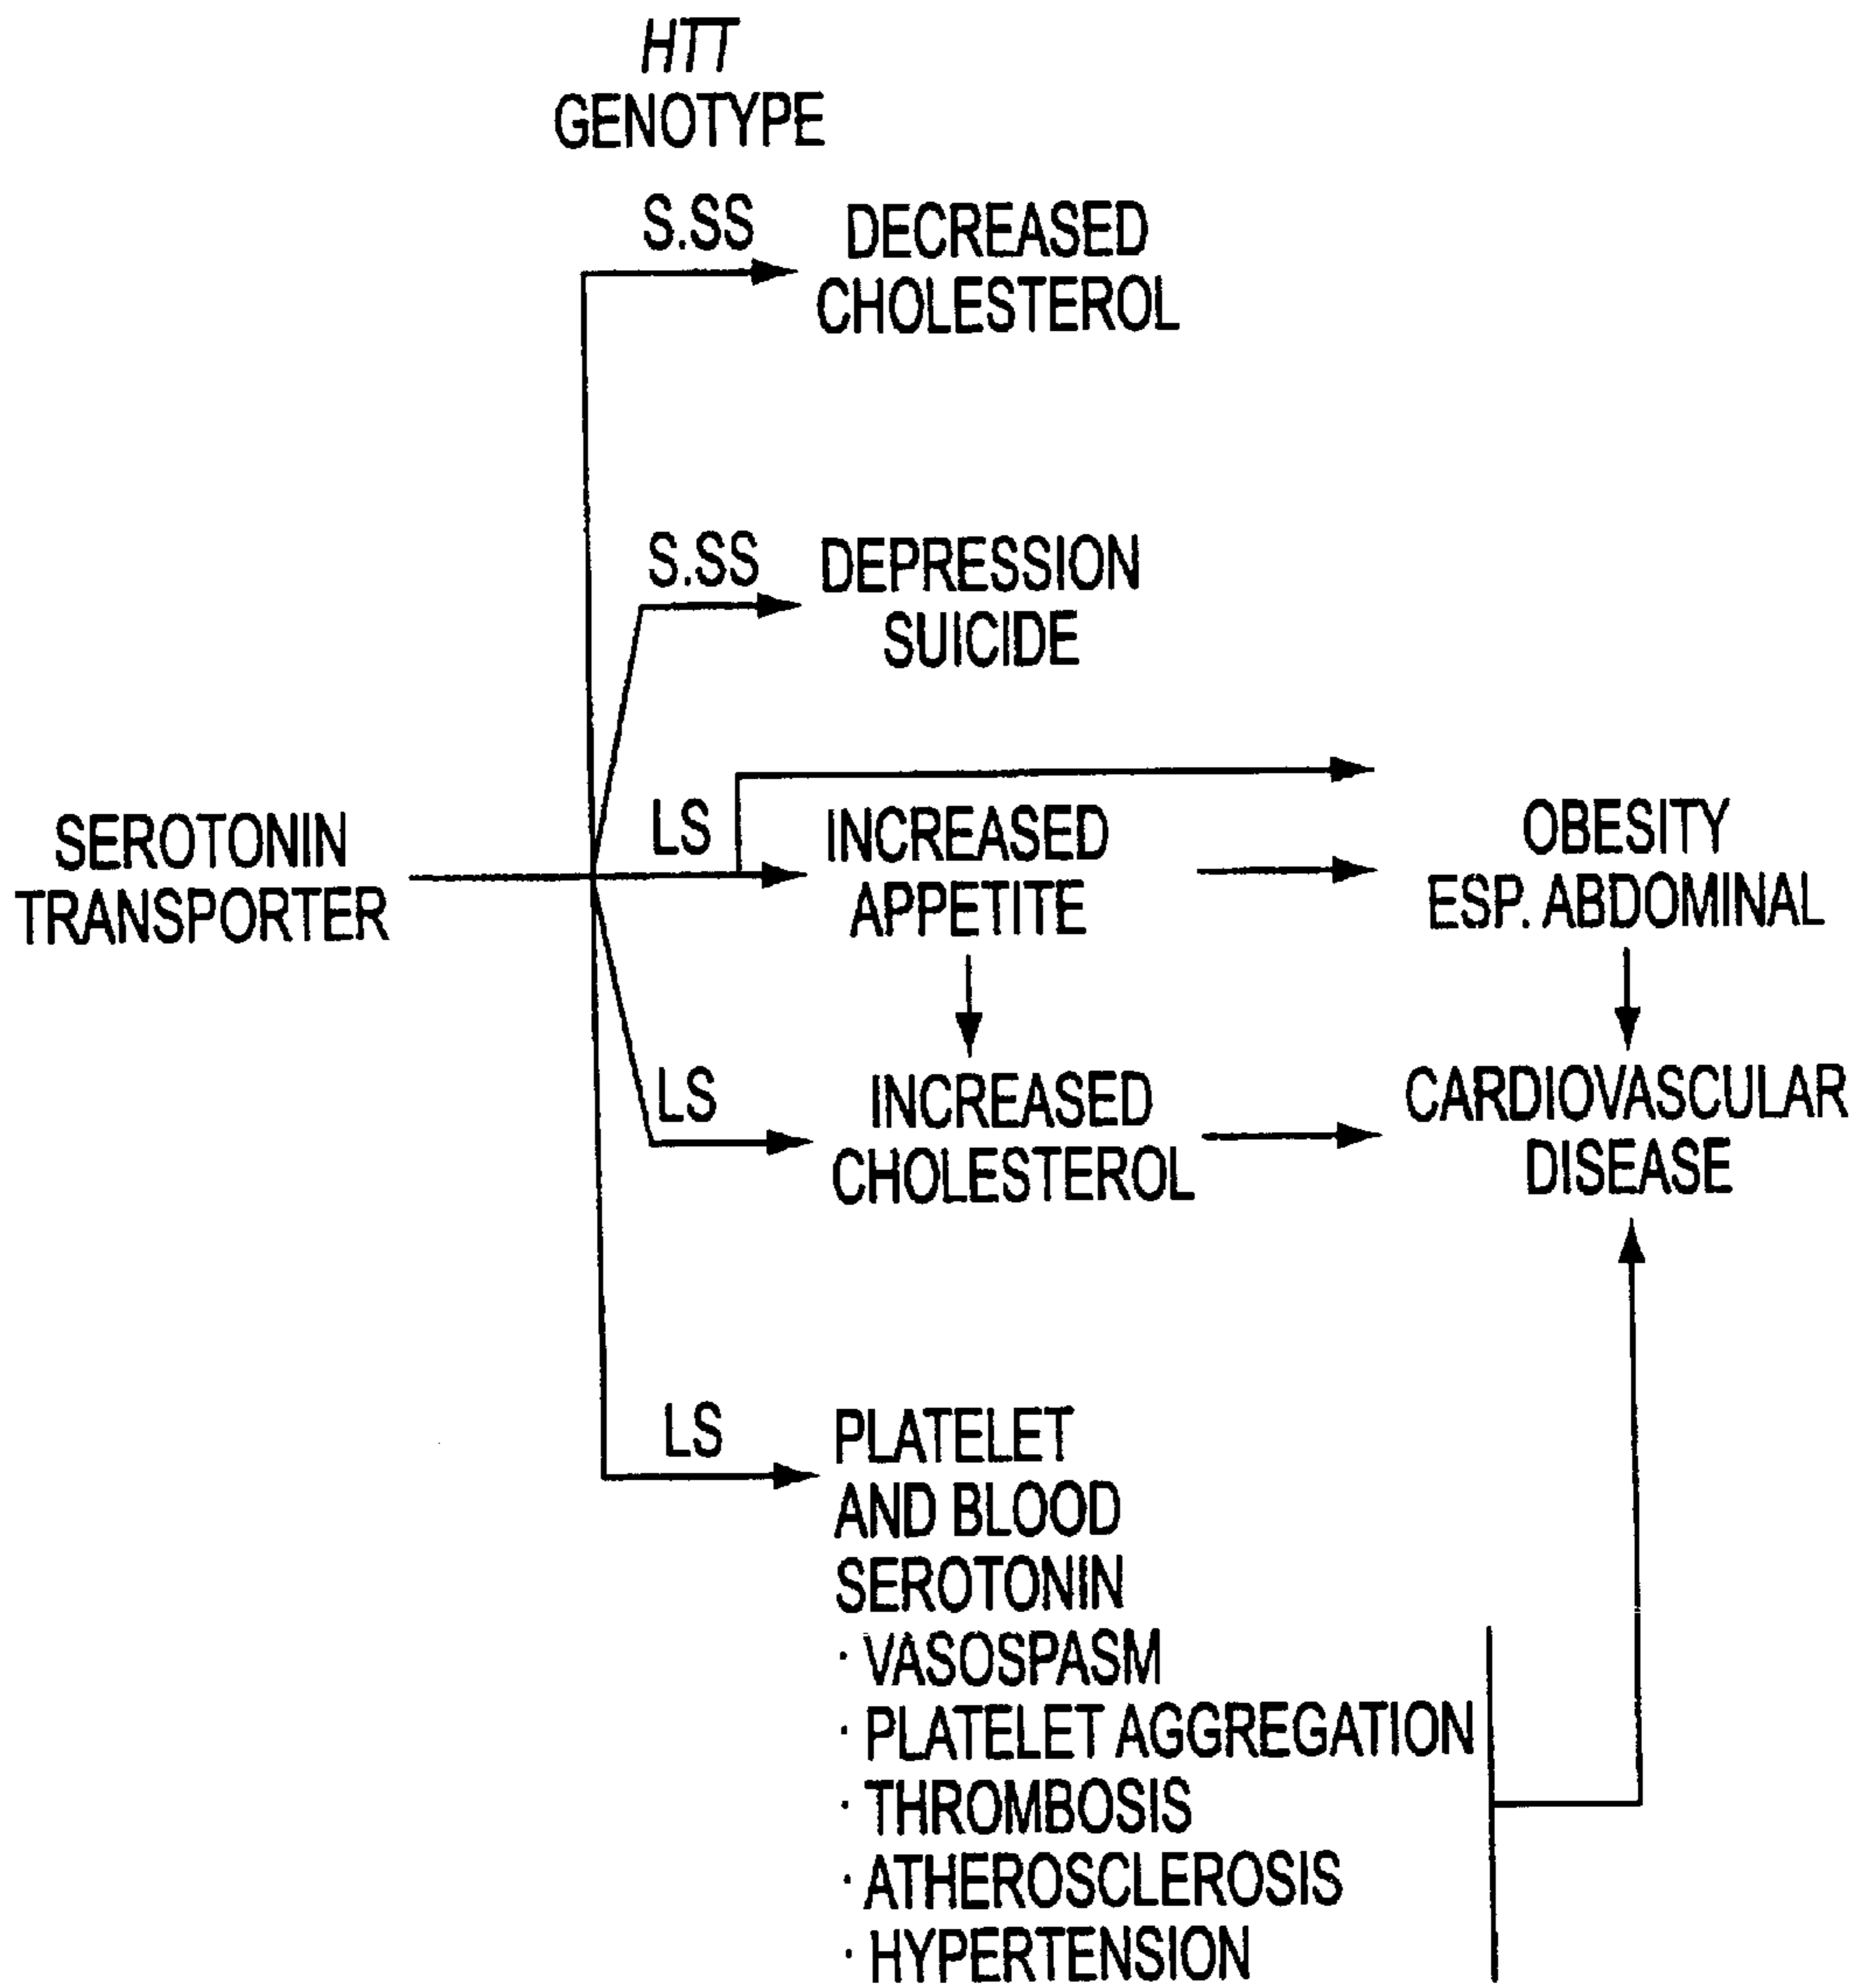 HTT
GENOTYPE
S.SS
DECREASED
CHOLESTEROL
S.SS
DEPRESSION
SUICIDE
SEROTONIN
TRANSPORTER
LS
INCREASED
APPETITE
OBESITY
ESP. ABDOMINAL
LS
INCREASED
CHOLESTEROL
CARDIOVASCULAR
DISEASE
LS
PLATELET
AND BLOOD
SEROTONIN
· VASOSPASM
· PLATELET AGGREGATION
· THROMBOSIS
· ATHEROSCLEROSIS
· HYPERTENSION